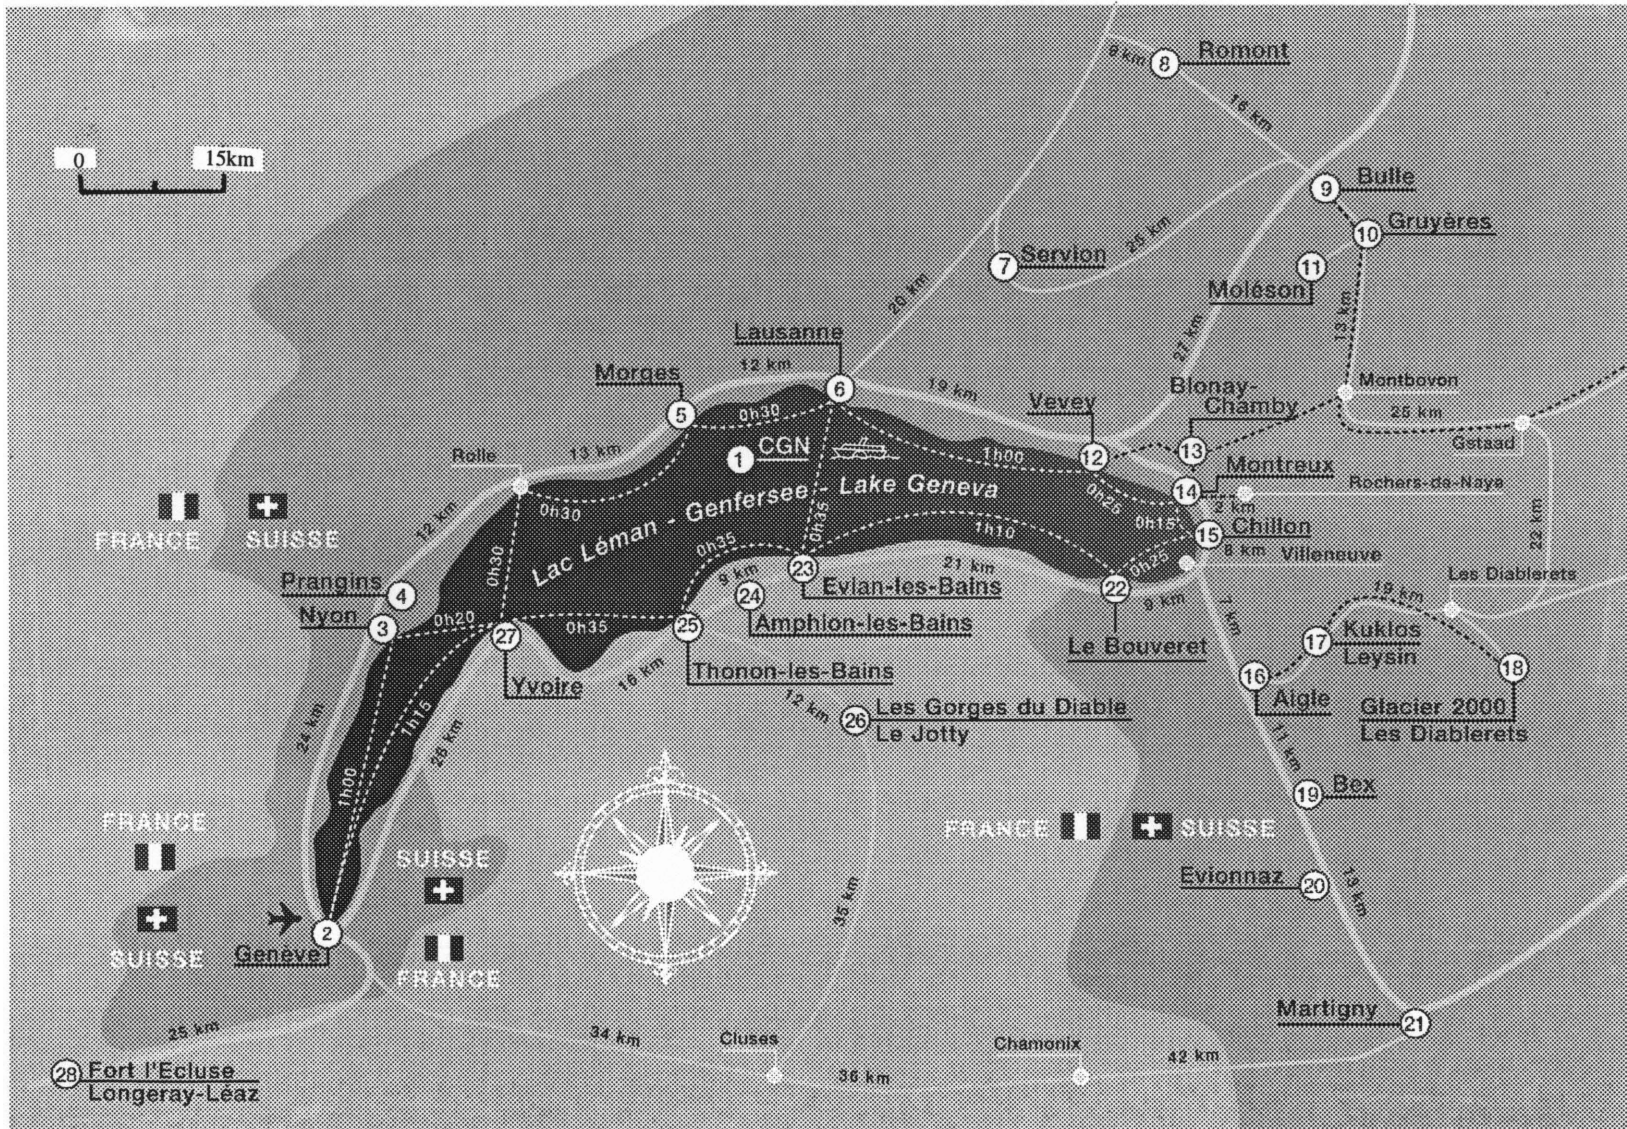 8
Romont
9 km
16 km
0
15km
9
Bulle
10
Gruyères
25 km
7
Servion
11
Moléson
13 km
20 km
27 km
Lausanne
12 km
6
Morges
5
0h30
19 km
Blonay-
Chamby
Montbovon
25 km
Vevey
Gstaad
13 km
Rolle
1
CGN
12
13
1h00
Montreux
14
Rochers-de-Naye
2 km
0h25
0h15
Chillon
15
8 km
Villeneuve
Lac Léman - Genfersee - Lake Geneva
0h30
0h35
1h10
0h35
0h25
22 km
FRANCE
SUISSE
12 km
0h30
9 km
23
21 km
Evian-les-Bains
22
9 km
Les Diablerets
Prangins
4
Nyon
3
0h20
27
0h35
25
24
Amphion-les-Bains
Le Bouveret
7 km
19 km
17
Kuklos
Leysin
18
16
Aigle
Glacier 2000
Les Diablerets
Yvoire
16 km
Thonon-les-Bains
12 km
26
Les Gorges du Diable
Le Jotty
24 km
1h15
26 km
1h00
11 km
19
Bex
FRANCE
SUISSE
FRANCE
SUISSE
SUISSE
FRANCE
Evionnaz
20
13 km
35 km
2
Genève
25 km
34 km
Cluses
Chamonix
Martigny
21
42 km
36 km
28
Fort l'Ecluse
Longeray-Léaz